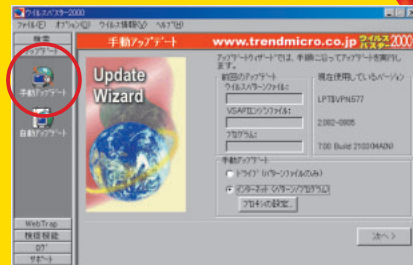 ウイルスバスター2000
ファイル(F) オプション(O) ウイルス情報(V) ヘルプ(H)
検索
アップデート
手動アップデート
自動アップデート
WebTrap
検疫機能
ログ
サポート
手動アップデート
www.trendmicro.co.jp ウイルスバスター2000
Update
Wizard
アップデートウィザードでは、手順に沿ってアップデートを実行します。
前回のアップデート
ウイルスパターンファイル:
VSAPIエンジンファイル:
プログラム:
現在使用しているバージョン
LPT$VPN.577
7.00 Build 2100(MAIN)
手動アップデート
ドライブ (パターンファイルのみ)
インターネット (パターン/プログラム)
プロキシの設定...
次へ >